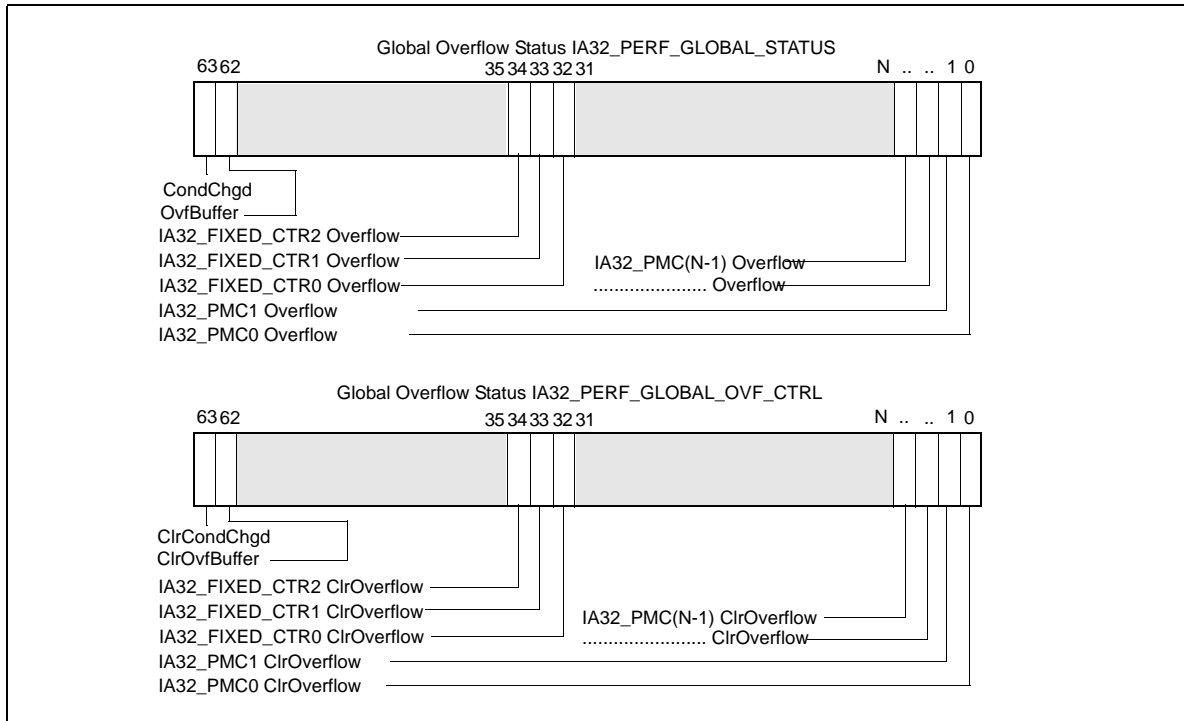 Global Overflow Status IA32_PERF_GLOBAL_STATUS
6362 35 34 33 32 31 N .. .. 1 0
CondChgd
OvfBuffer
IA32_FIXED_CTR2 Overflow
IA32_FIXED_CTR1 Overflow
IA32_FIXED_CTR0 Overflow
IA32_PMC1 Overflow
IA32_PMC0 Overflow
IA32_PMC(N-1) Overflow
...................... Overflow
Global Overflow Status IA32_PERF_GLOBAL_OVF_CTRL
63 62 35 34 33 32 31 N .. .. 1 0
ClrCondChgd
ClrOvfBuffer
IA32_FIXED_CTR2 ClrOverflow
IA32_FIXED_CTR1 ClrOverflow
IA32_FIXED_CTR0 ClrOverflow
IA32_PMC1 ClrOverflow
IA32_PMC0 ClrOverflow
IA32_PMC(N-1) ClrOverflow
........................ ClrOverflow